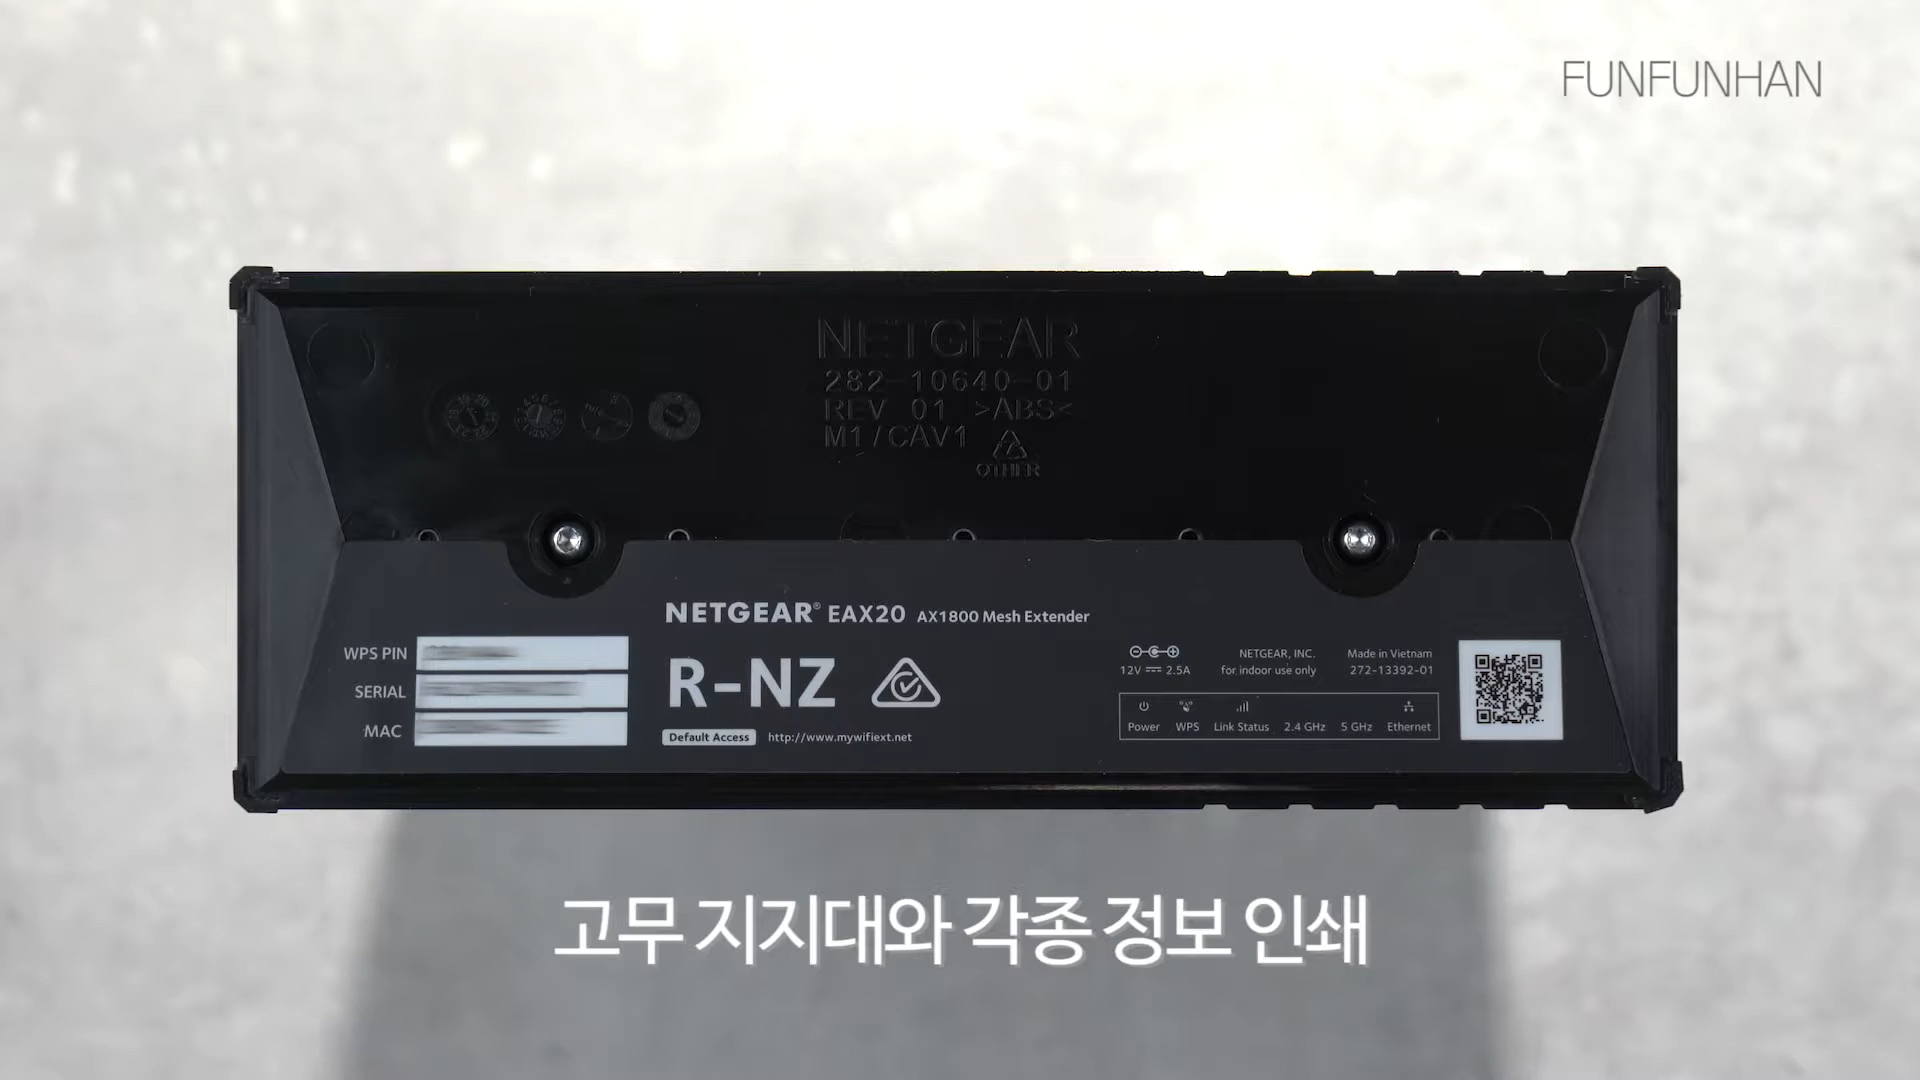 FUNFUNHAN
NETGEAR
282-10640-01
REV 01 >ABS<
M1/CAV1
OTHER
NETGEAR® EAX20 AX1800 Mesh Extender
WPS PIN
SERIAL
MAC
R-NZ
Default Access http://www.mywifiext.net
12V 2.5A
NETGEAR, INC.
for indoor use only
Made in Vietnam
272-13392-01
Power WPS Link Status 2.4 GHz 5 GHz Ethernet
고무 지지대와 각종 정보 인쇄